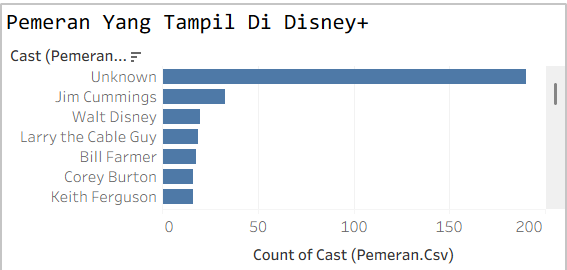 Pemeran Yang Tampil Di Disney+
Cast (Pemeran...
Unknown
Jim Cummings
Walt Disney
Larry the Cable Guy
Bill Farmer
Corey Burton
Keith Ferguson
0 50 100 150 200
Count of Cast (Pemeran.Csv)